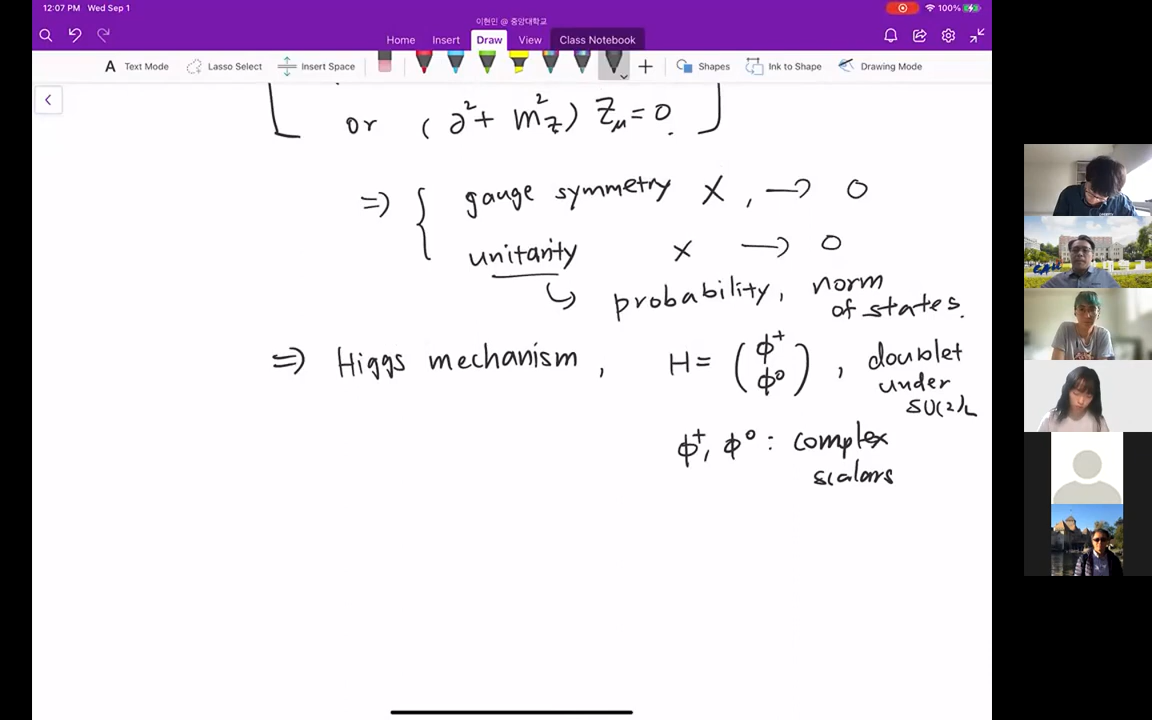 12:07 PM Wed Sep 1
100%
이현민 @ 중앙대학교
Home Insert Draw View Class Notebook
Text Mode Lasso Select Insert Space Shapes Ink to Shape Drawing Mode
or (∂²+ m²_Z) Z_μ = 0.
⇒ { gauge symmetry X, → O
unitarity X → O
↳ probability, norm
of states.
⇒ Higgs mechanism, H = (ϕ⁺ ϕ⁰), doublet
under
SU(2)_L
ϕ⁺, ϕ⁰ : complex
scalars